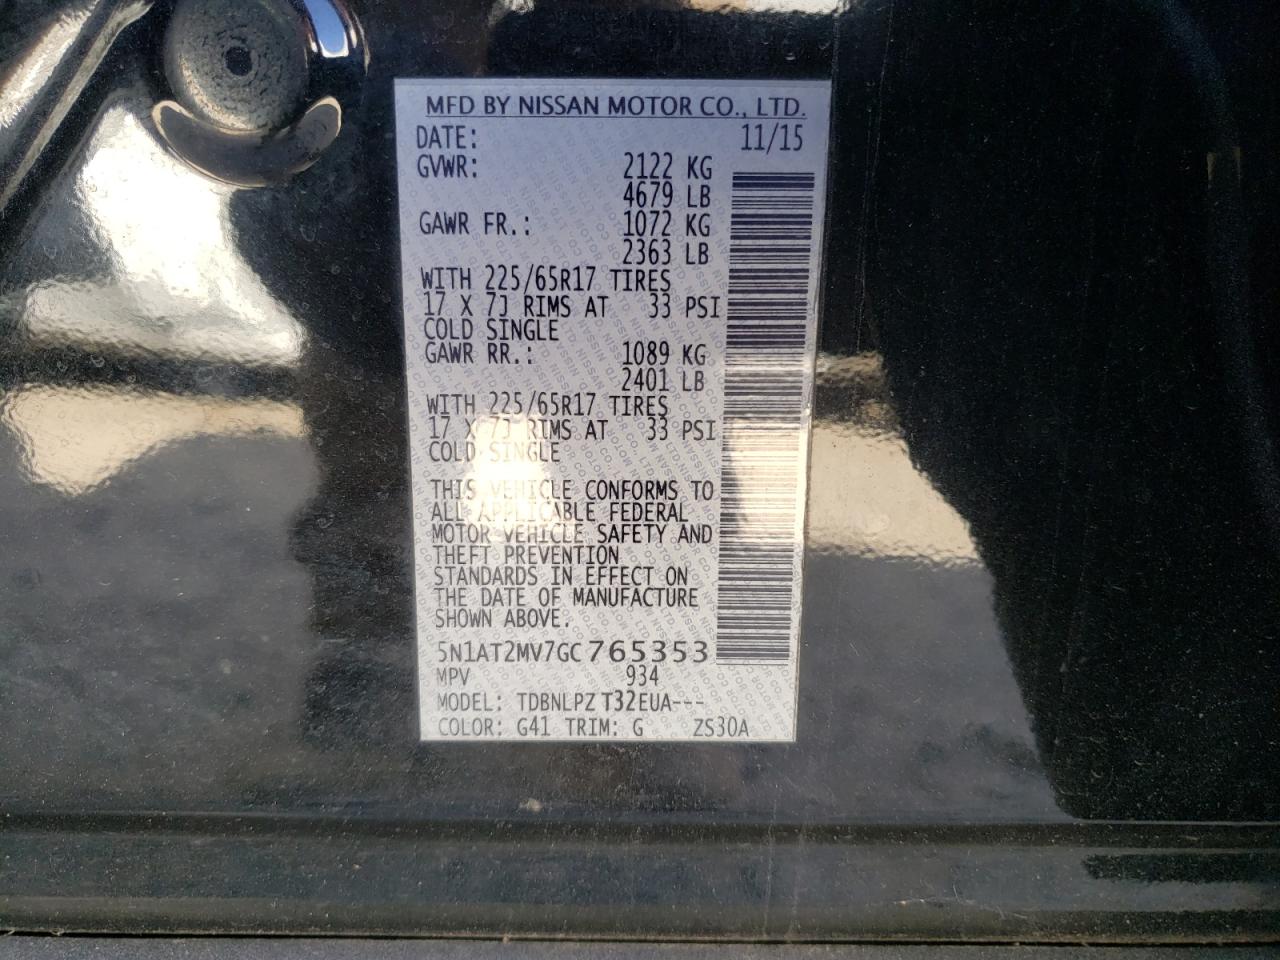 MFD BY NISSAN MOTOR CO., LTD.
DATE: 11/15
GVWR: 2122 KG
4679 LB
GAWR FR.: 1072 KG
2363 LB
WITH 225/65R17 TIRES
17 X 7J RIMS AT 33 PSI
COLD SINGLE
GAWR RR.: 1089 KG
2401 LB
WITH 225/65R17 TIRES
17 X 7J RIMS AT 33 PSI
COLD SINGLE
THIS VEHICLE CONFORMS TO
ALL APPLICABLE FEDERAL
MOTOR VEHICLE SAFETY AND
THEFT PREVENTION
STANDARDS IN EFFECT ON
THE DATE OF MANUFACTURE
SHOWN ABOVE.
5N1AT2MV7GC765353
MPV 934
MODEL: TDBNLPZ T32EUA---
COLOR: G41 TRIM: G ZS30A